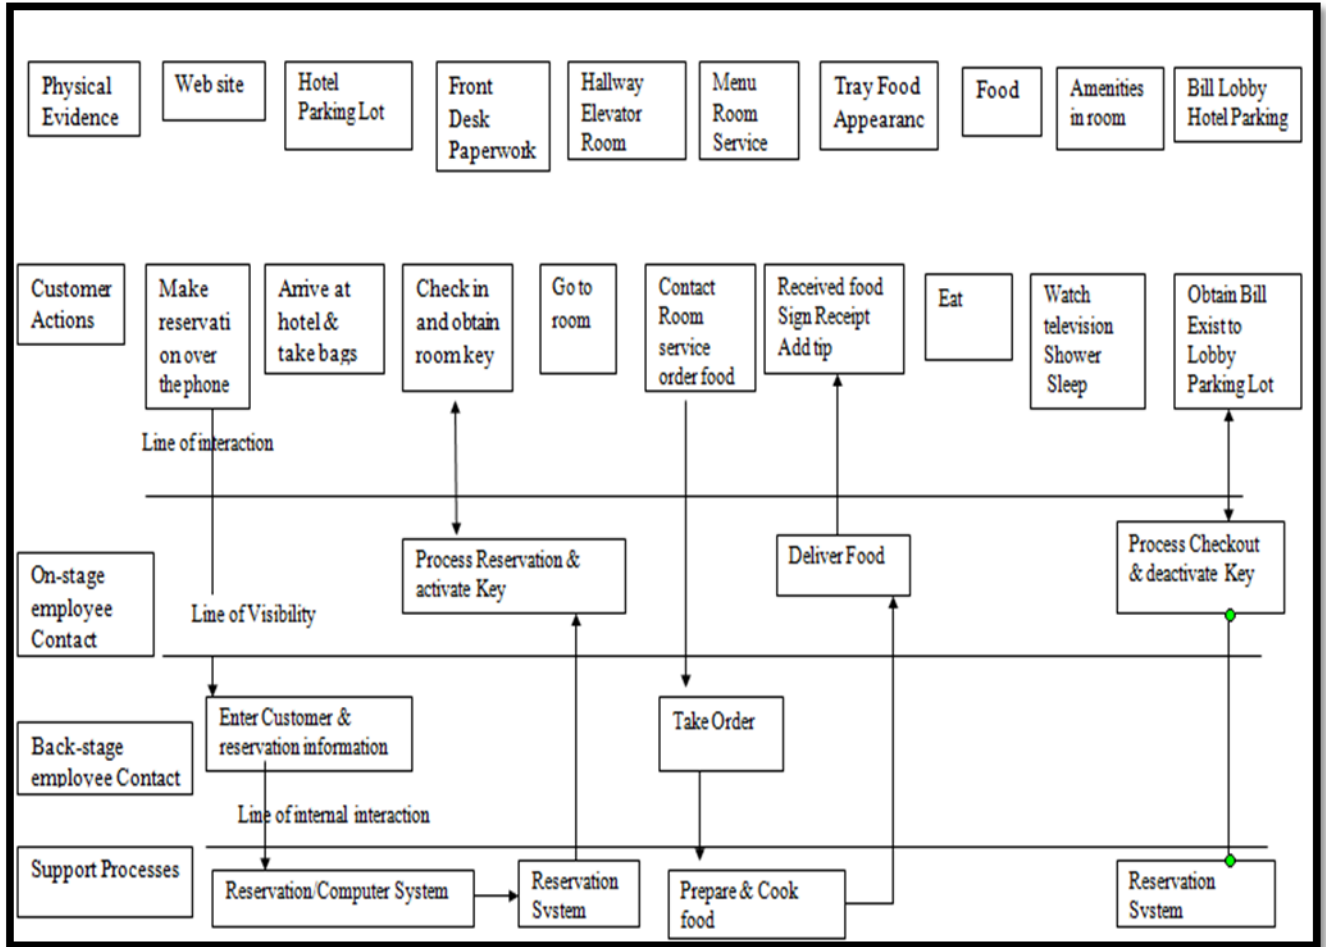 Physical
Evidence
Web site
Hotel
Parking Lot
Front
Desk
Paperwork
Hallway
Elevator
Room
Menu
Room
Service
Tray Food
Appearanc
Food
Amenities
in room
Bill Lobby
Hotel Parking
Customer
Actions
Make
reservati
on over
the phone
Arrive at
hotel &
take bags
Check in
and obtain
room key
Go to
room
Contact
Room
service
order food
Received food
Sign Receipt
Add tip
Eat
Watch
television
Shower
Sleep
Obtain Bill
Exist to
Lobby
Parking Lot
Line of interaction
On-stage
employee
Contact
Process Reservation &
activate Key
Deliver Food
Process Checkout
& deactivate Key
Line of Visibility
Back-stage
employee Contact
Enter Customer &
reservation information
Take Order
Line of internal interaction
Support Processes
Reservation/Computer System
Reservation
System
Prepare & Cook
food
Reservation
System